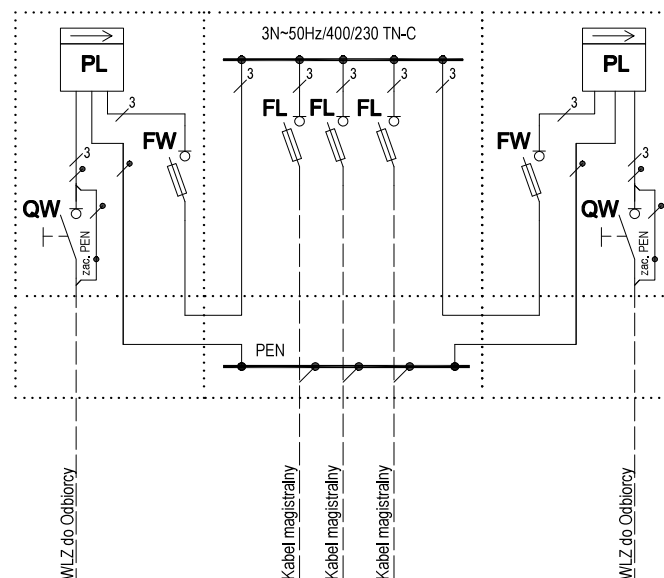 3N~50Hz/400/230 TN-C
PL
PL
3
3
3
3
FL
FL
FL
3
3
3
FW
FW
3
3
QW
QW
zac. PEN
zac. PEN
PEN
WLZ do Odbiorcy
Kabel magistralny
Kabel magistralny
Kabel magistralny
WLZ do Odbiorcy